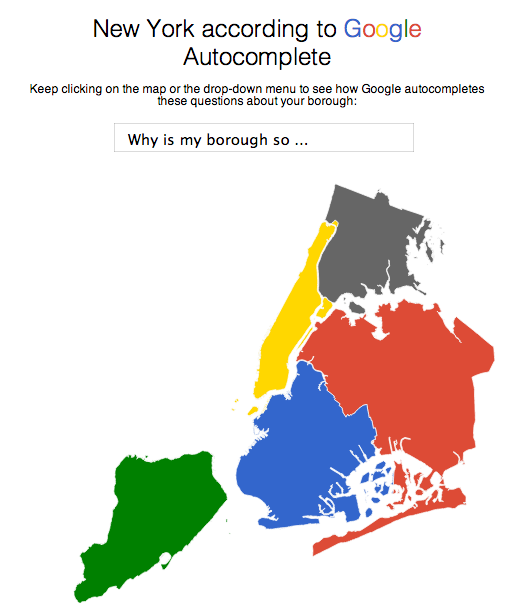 New York according to Google
Autocomplete
Keep clicking on the map or the drop-down menu to see how Google autocompletes
these questions about your borough:
Why is my borough so ...